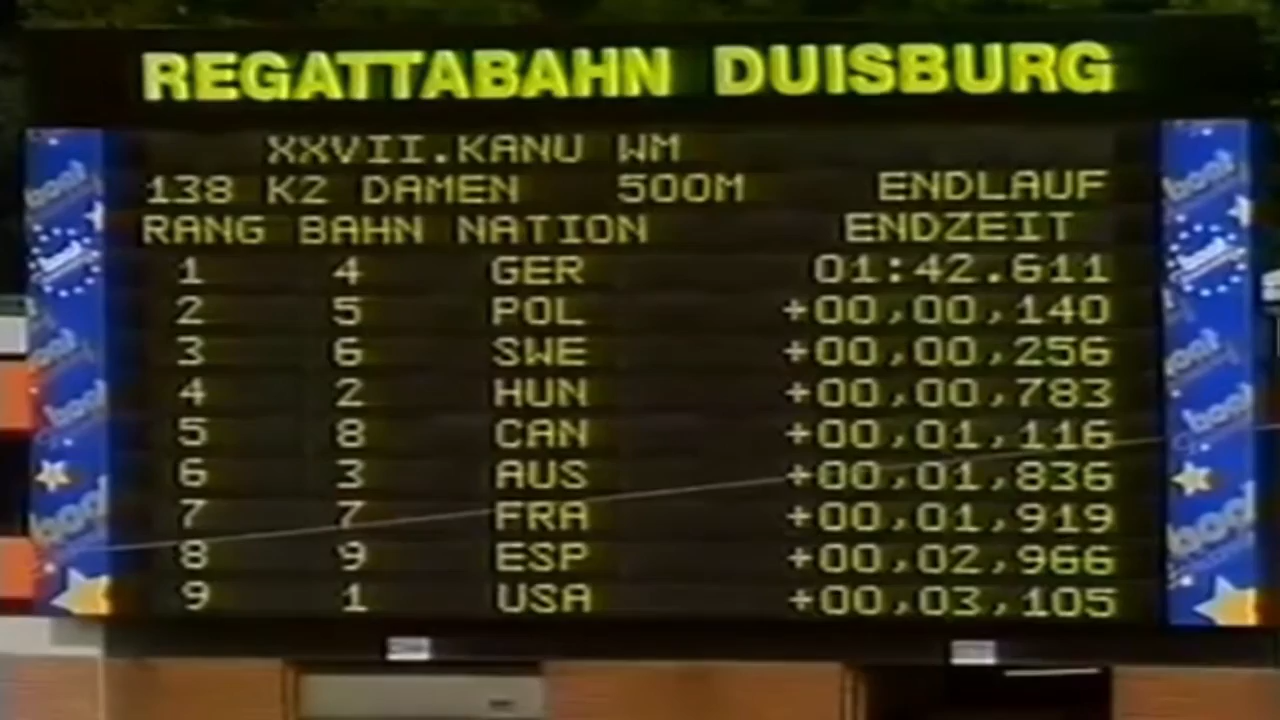 REGATTABAHN DUISBURG
XXVII.KANU WM
138 K2 DAMEN 500M ENDLAUF
RANG BAHN NATION ENDZEIT
1 4 GER 01:42.611
2 5 POL +00,00,140
3 6 SWE +00,00,256
4 2 HUN +00,00,783
5 8 CAN +00,01,116
6 3 AUS +00,01,836
7 7 FRA +00,01,919
8 9 ESP +00,02,966
9 1 USA +00,03,105